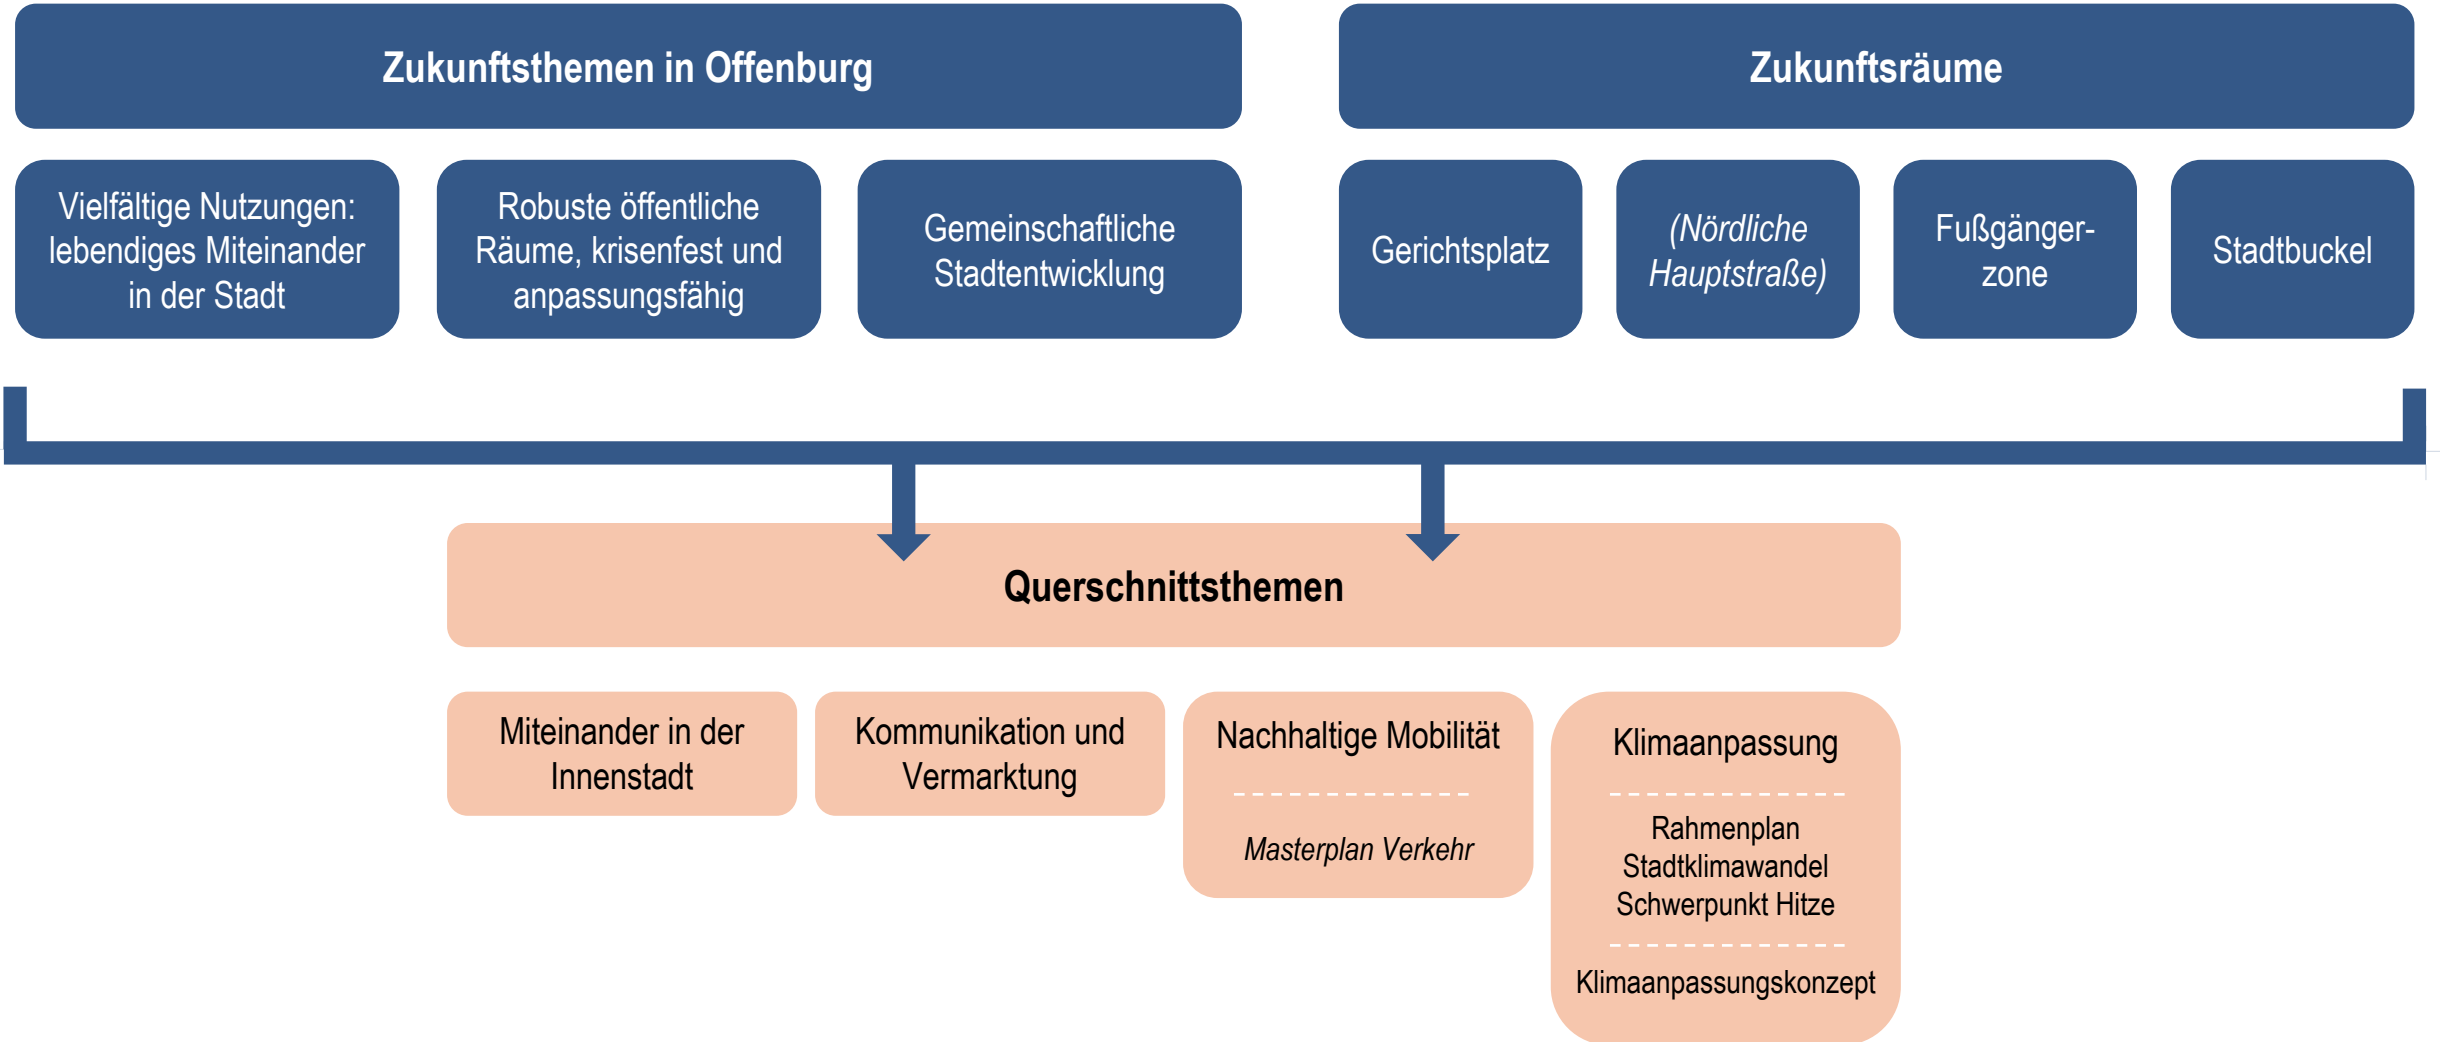 Zukunftsthemen in Offenburg
Zukunftsräume
Vielfältige Nutzungen:
lebendiges Miteinander
in der Stadt
Robuste öffentliche
Räume, krisenfest und
anpassungsfähig
Gemeinschaftliche
Stadtentwicklung
Gerichtsplatz
(Nördliche
Hauptstraße)
Fußgänger-
zone
Stadtbuckel
Querschnittsthemen
Miteinander in der
Innenstadt
Kommunikation und
Vermarktung
Nachhaltige Mobilität
Masterplan Verkehr
Klimaanpassung
Rahmenplan
Stadtklimawandel
Schwerpunkt Hitze
Klimaanpassungskonzept